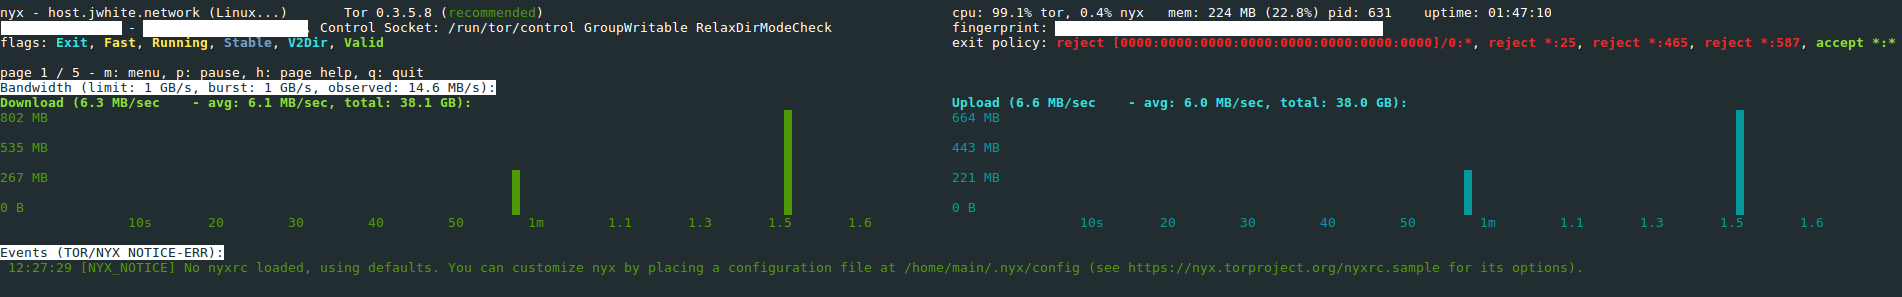 nyx - host.jwhite.network (Linux...)       Tor 0.3.5.8 (recommended)
cpu: 99.1% tor, 0.4% nyx   mem: 224 MB (22.8%) pid: 631    uptime: 01:47:10
- Control Socket: /run/tor/control GroupWritable RelaxDirModeCheck
fingerprint:
flags: Exit, Fast, Running, Stable, V2Dir, Valid
exit policy: reject [0000:0000:0000:0000:0000:0000:0000:0000]/0:*, reject *:25, reject *:465, reject *:587, accept *:*
page 1 / 5 - m: menu, p: pause, h: page help, q: quit
Bandwidth (limit: 1 GB/s, burst: 1 GB/s, observed: 14.6 MB/s):
Download (6.3 MB/sec    - avg: 6.1 MB/sec, total: 38.1 GB):
802 MB
535 MB
267 MB
0 B
10s 20 30 40 50 1m 1.1 1.3 1.5 1.6
Upload (6.6 MB/sec    - avg: 6.0 MB/sec, total: 38.0 GB):
664 MB
443 MB
221 MB
0 B
10s 20 30 40 50 1m 1.1 1.3 1.5 1.6
Events (TOR/NYX NOTICE-ERR):
12:27:29 [NYX_NOTICE] No nyxrc loaded, using defaults. You can customize nyx by placing a configuration file at /home/main/.nyx/config (see https://nyx.torproject.org/nyxrc.sample for its options).